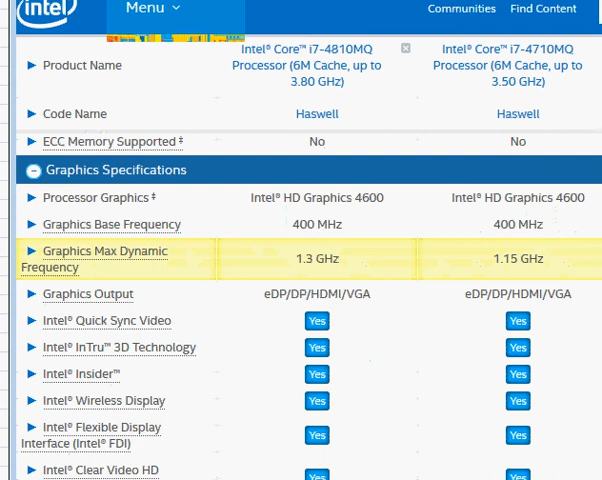 intel
Menu
Communities Find Content
Product Name
Intel® Core™ i7-4810MQ
Processor (6M Cache, up to
3.80 GHz)
Intel® Core™ i7-4710MQ
Processor (6M Cache, up to
3.50 GHz)
Code Name Haswell Haswell
ECC Memory Supported ‡ No No
Graphics Specifications
Processor Graphics ‡ Intel® HD Graphics 4600 Intel® HD Graphics 4600
Graphics Base Frequency 400 MHz 400 MHz
Graphics Max Dynamic
Frequency
1.3 GHz 1.15 GHz
Graphics Output eDP/DP/HDMI/VGA eDP/DP/HDMI/VGA
Intel® Quick Sync Video Yes Yes
Intel® InTru™ 3D Technology Yes Yes
Intel® Insider™ Yes Yes
Intel® Wireless Display Yes Yes
Intel® Flexible Display
Interface (Intel® FDI)
Yes Yes
Intel® Clear Video HD
Yes Yes